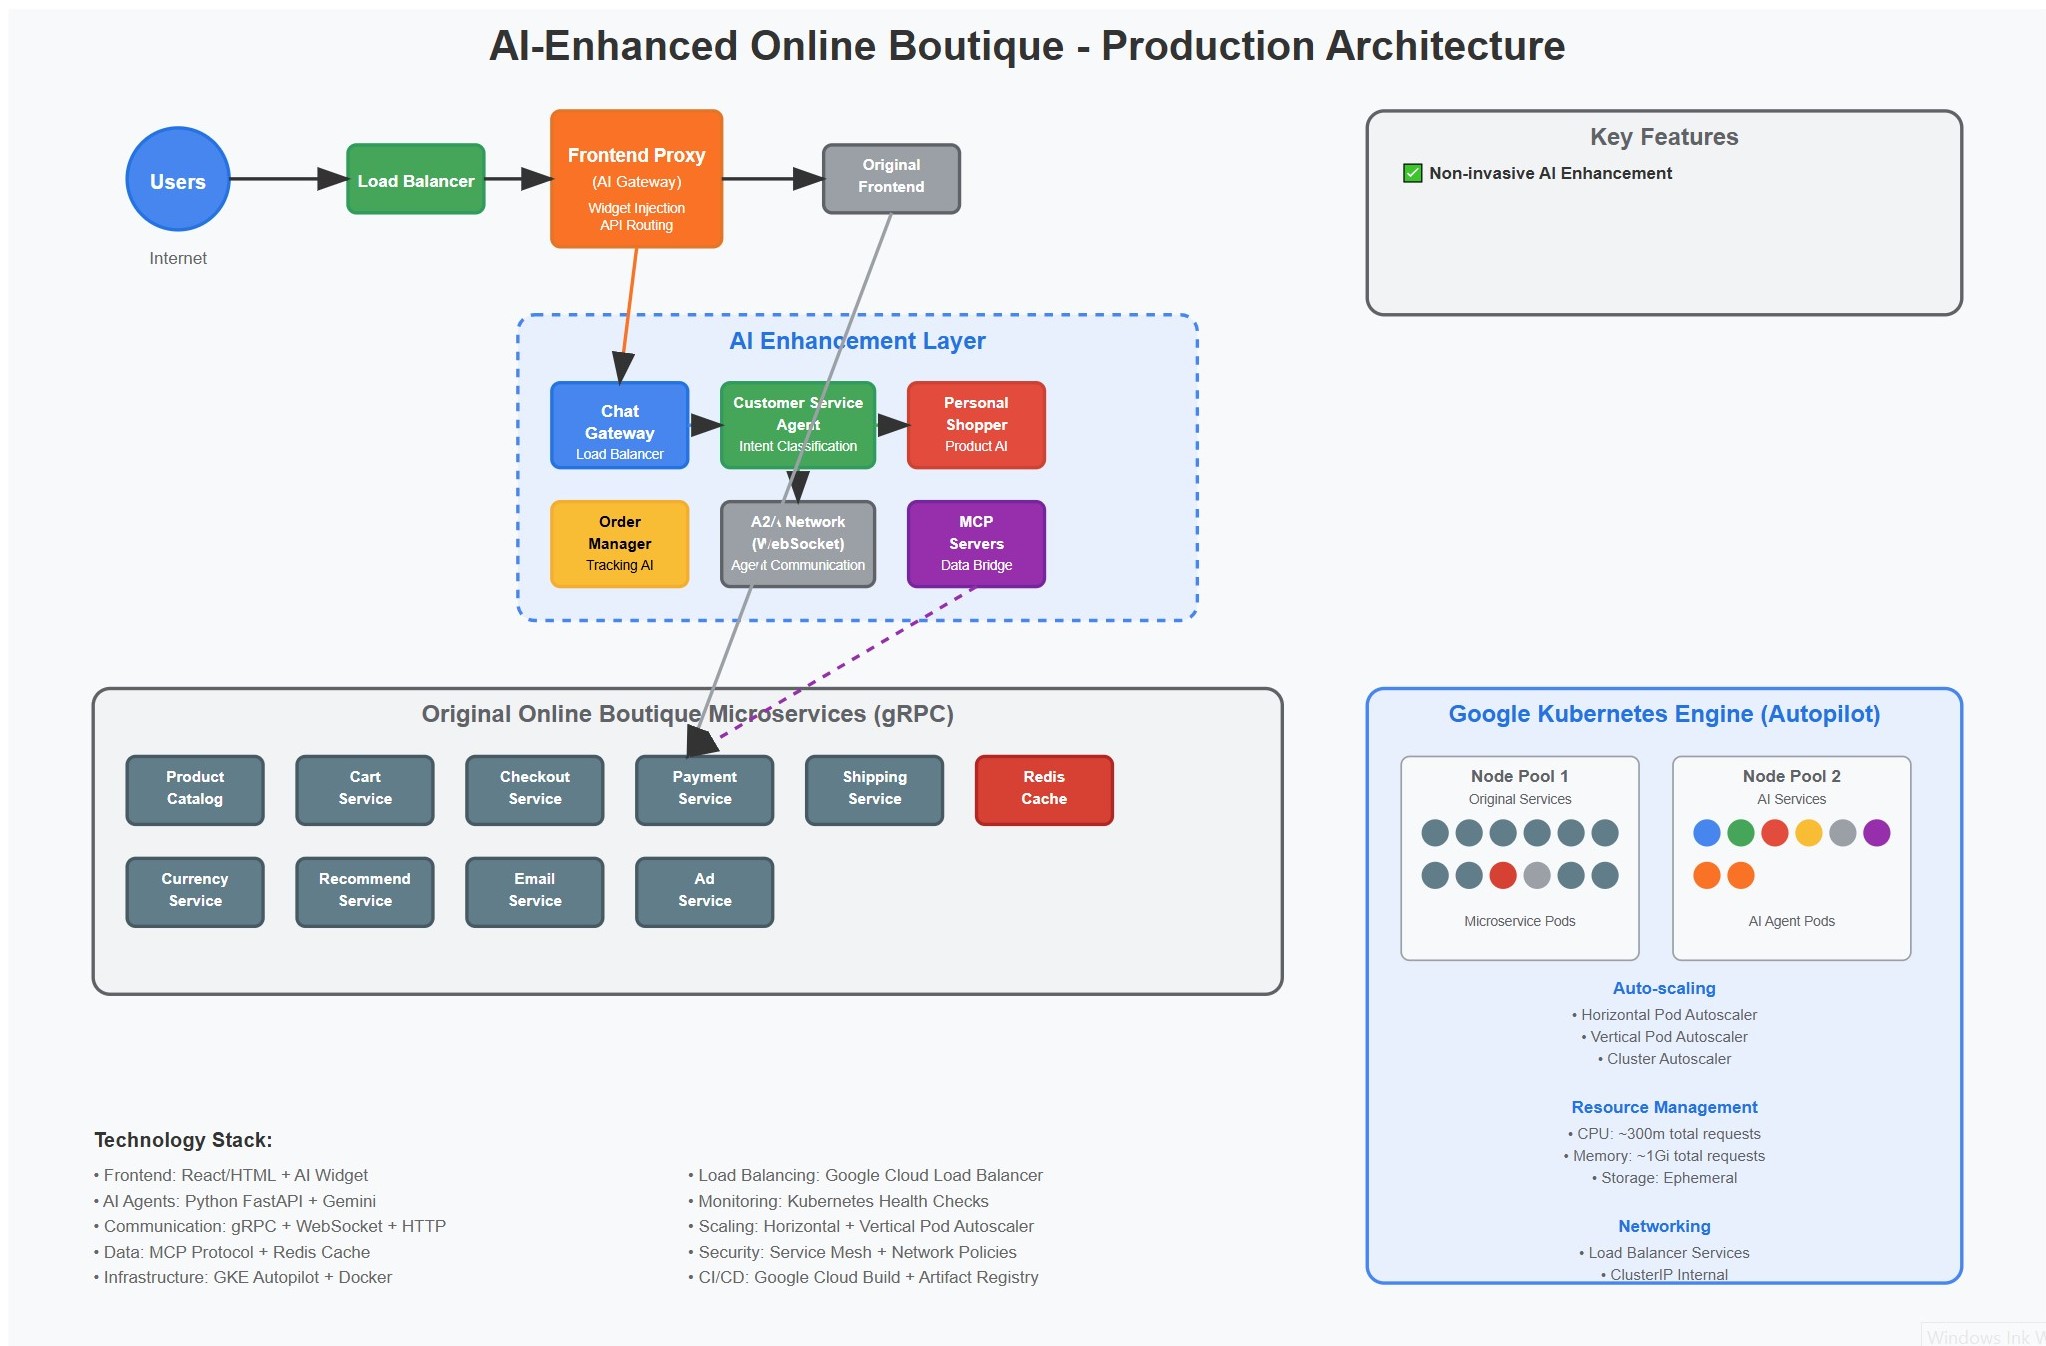 AI-Enhanced Online Boutique - Production Architecture
Users
Internet
Load Balancer
Frontend Proxy
(AI Gateway)
Widget Injection
API Routing
Original
Frontend
Key Features
✅ Non-invasive AI Enhancement
AI Enhancement Layer
Chat
Gateway
Load Balancer
Customer Service
Agent
Intent Classification
Personal
Shopper
Product AI
Order
Manager
Tracking AI
A2A Network
(WebSocket)
Agent Communication
MCP
Servers
Data Bridge
Original Online Boutique Microservices (gRPC)
Product
Catalog
Cart
Service
Checkout
Service
Payment
Service
Shipping
Service
Redis
Cache
Currency
Service
Recommend
Service
Email
Service
Ad
Service
Google Kubernetes Engine (Autopilot)
Node Pool 1
Original Services
Microservice Pods
Node Pool 2
AI Services
AI Agent Pods
Auto-scaling
• Horizontal Pod Autoscaler
• Vertical Pod Autoscaler
• Cluster Autoscaler
Resource Management
• CPU: ~300m total requests
• Memory: ~1Gi total requests
• Storage: Ephemeral
Networking
• Load Balancer Services
• ClusterIP Internal
Technology Stack:
• Frontend: React/HTML + AI Widget
• AI Agents: Python FastAPI + Gemini
• Communication: gRPC + WebSocket + HTTP
• Data: MCP Protocol + Redis Cache
• Infrastructure: GKE Autopilot + Docker
• Load Balancing: Google Cloud Load Balancer
• Monitoring: Kubernetes Health Checks
• Scaling: Horizontal + Vertical Pod Autoscaler
• Security: Service Mesh + Network Policies
• CI/CD: Google Cloud Build + Artifact Registry
Windows Ink